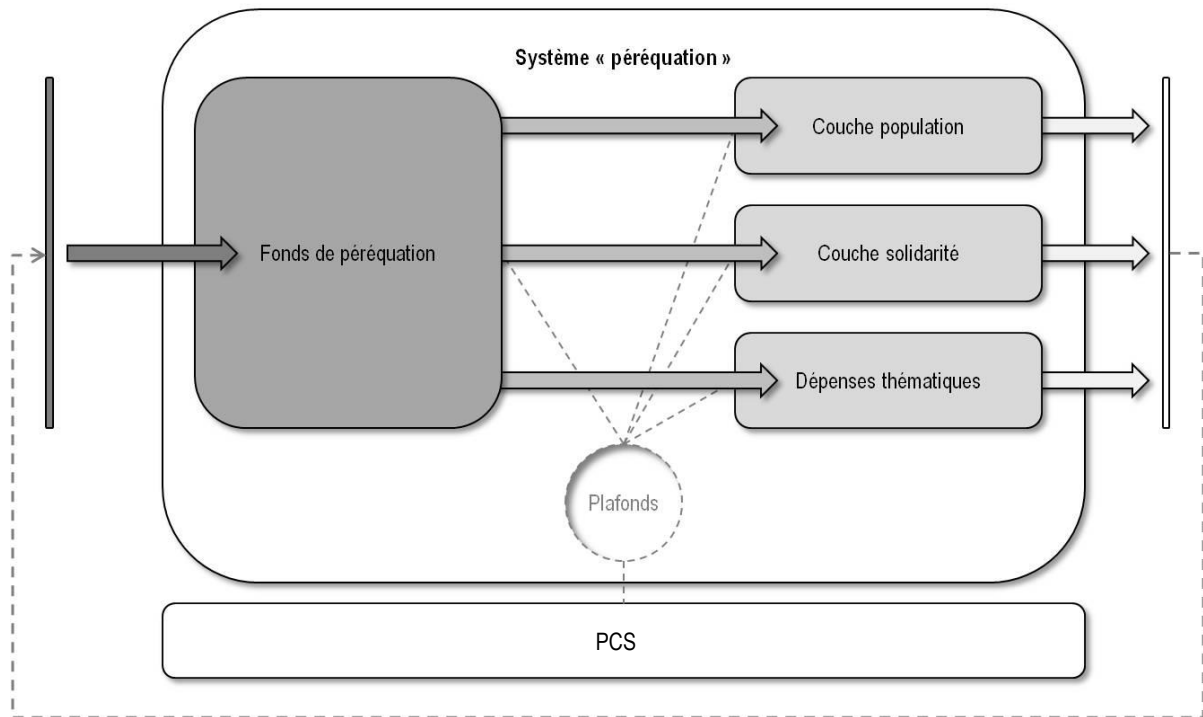 Système « péréquation »
Couche population
Fonds de péréquation
Couche solidarité
Dépenses thématiques
Plafonds
PCS